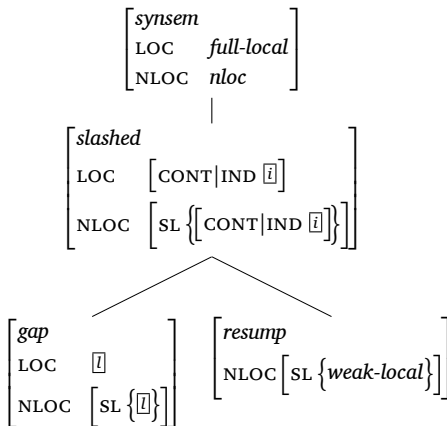 synsem
LOC full-local
NLOC nloc
slashed
LOC [CONT|IND i]
NLOC [SL {[CONT|IND i]}]
gap
LOC l
NLOC [SL {l}]
resump
NLOC [SL {weak-local}]